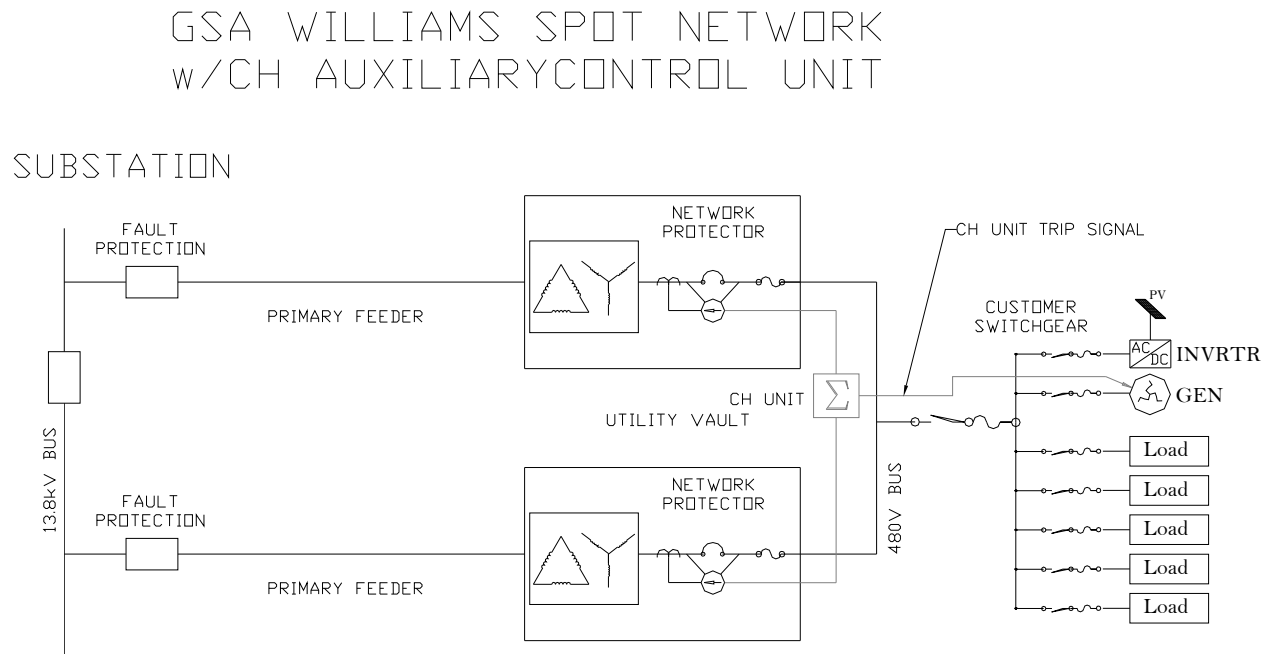 GSA WILLIAMS SPOT NETWORK
w/CH AUXILIARYCONTROL UNIT
SUBSTATION
FAULT
PROTECTION
PRIMARY FEEDER
NETWORK
PROTECTOR
CH UNIT TRIP SIGNAL
CUSTOMER
SWITCHGEAR
PV
AC
DC
INVRTR
GEN
CH UNIT
Σ
UTILITY VAULT
13.8kV BUS
480V BUS
FAULT
PROTECTION
PRIMARY FEEDER
NETWORK
PROTECTOR
Load
Load
Load
Load
Load